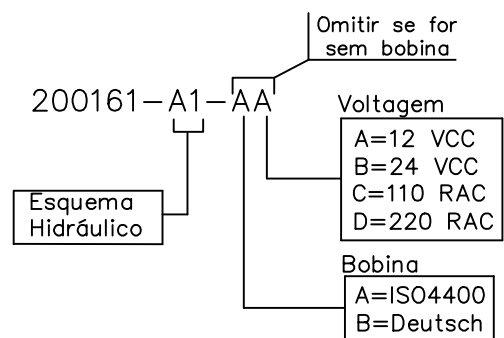 Omitir se for
sem bobina
200161-A1-AA
Voltagem
A=12 VCC
B=24 VCC
C=110 RAC
D=220 RAC
Esquema
Hidráulico
Bobina
A=ISO4400
B=Deutsch